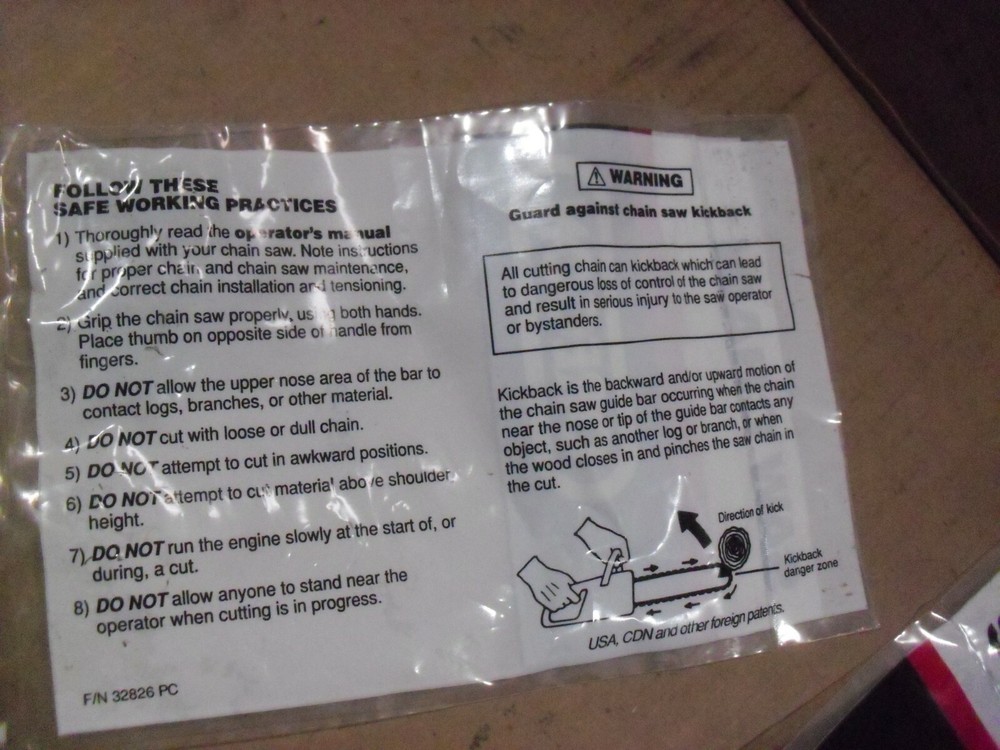 FOLLOW THESE
SAFE WORKING PRACTICES
1) Thoroughly read the operator's manual
supplied with your chain saw. Note instructions
for proper chain and chain saw maintenance,
and correct chain installation and tensioning.
2) Grip the chain saw properly, using both hands.
Place thumb on opposite side of handle from
fingers.
3) DO NOT allow the upper nose area of the bar to
contact logs, branches, or other material.
4) DO NOT cut with loose or dull chain.
5) DO NOT attempt to cut in awkward positions.
6) DO NOT attempt to cut material above shoulder
height.
7) DO NOT run the engine slowly at the start of, or
during, a cut.
8) DO NOT allow anyone to stand near the
operator when cutting is in progress.
F/N 32826 PC
WARNING
Guard against chain saw kickback
All cutting chain can kickback which can lead
to dangerous loss of control of the chain saw
and result in serious injury to the saw operator
or bystanders.
Kickback is the backward and/or upward motion of
the chain saw guide bar occurring when the chain
near the nose or tip of the guide bar contacts any
object, such as another log or branch, or when
the wood closes in and pinches the saw chain in
the cut.
Direction of kick
Kickback
danger zone
USA, CDN and other foreign patents.